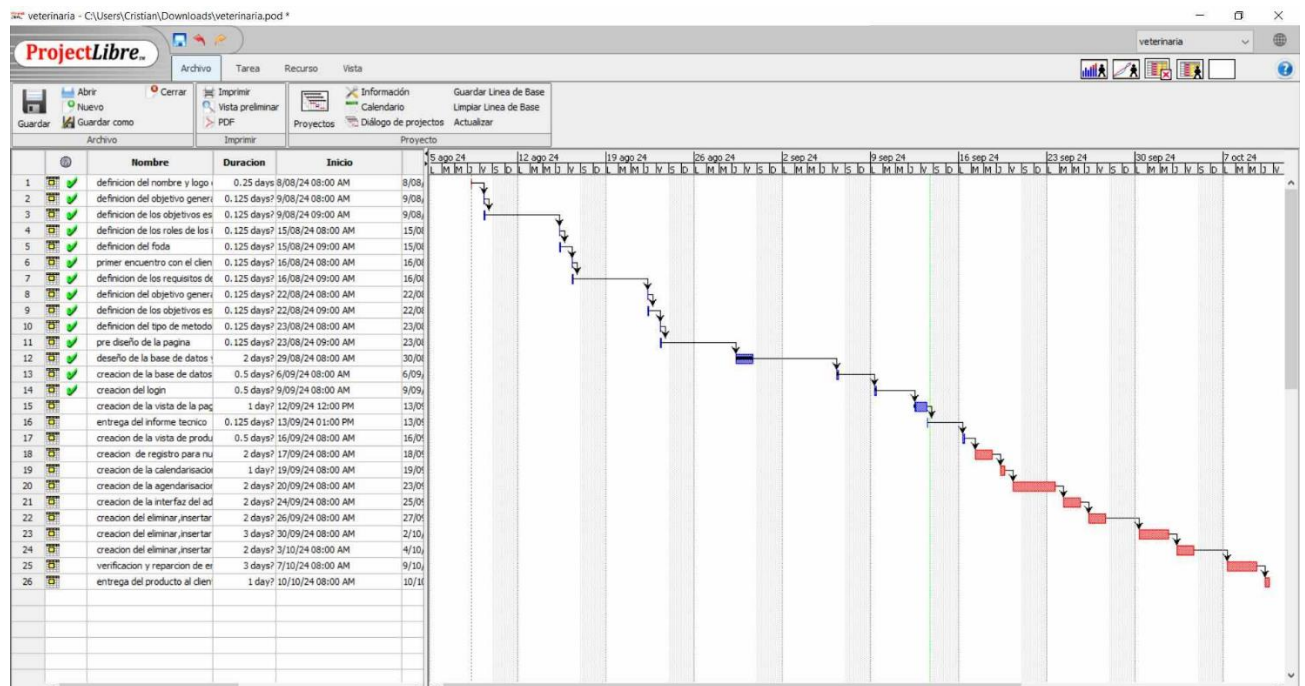 veterinaria - C:\Users\Cristian\Downloads\veterinaria.pod *
ProjectLibre
veterinaria
Archivo Tarea Recurso Vista
Abrir Cerrar Imprimir Información Guardar Linea de Base
Nuevo Vista preliminar Calendario Limpiar Linea de Base
Guardar Guardar como PDF Proyectos Diálogo de projectos Actualizar
Archivo Imprimir Proyecto
5 ago 24 12 ago 24 19 ago 24 26 ago 24 2 sep 24 9 sep 24 16 sep 24 23 sep 24 30 sep 24 7 oct 24
Nombre Duracion Inicio
1 definicion del nombre y logo 0.25 days 8/08/24 08:00 AM 8/08/
2 definicion del objetivo genera 0.125 days? 9/08/24 08:00 AM 9/08/
3 definicion de los objetivos es 0.125 days? 9/08/24 09:00 AM 9/08/
4 definicion de los roles de los i 0.125 days? 15/08/24 08:00 AM 15/08
5 definicion del foda 0.125 days? 15/08/24 09:00 AM 15/08
6 primer encuentro con el clien 0.125 days? 16/08/24 08:00 AM 16/08
7 definicion de los requisitos de 0.125 days? 16/08/24 09:00 AM 16/08
8 definicion del objetivo genera 0.125 days? 22/08/24 08:00 AM 22/08
9 definicion de los objetivos es 0.125 days? 22/08/24 09:00 AM 22/08
10 definicion del tipo de metodo 0.125 days? 23/08/24 08:00 AM 23/08
11 pre diseño de la pagina 0.125 days? 23/08/24 09:00 AM 23/08
12 deseño de la base de datos y 2 days? 29/08/24 08:00 AM 30/08
13 creacion de la base de datos 0.5 days? 6/09/24 08:00 AM 6/09/
14 creacion del login 0.5 days? 9/09/24 08:00 AM 9/09/
15 creacion de la vista de la pag 1 day? 12/09/24 12:00 PM 13/09
16 entrega del informe tecnico 0.125 days? 13/09/24 01:00 PM 13/09
17 creacion de la vista de produ 0.5 days? 16/09/24 08:00 AM 16/09
18 creacion de registro para nu 2 days? 17/09/24 08:00 AM 18/09
19 creacion de la calendarisacion 1 day? 19/09/24 08:00 AM 19/09
20 creacion de la agendarisacion 2 days? 20/09/24 08:00 AM 23/09
21 creacion de la interfaz del ad 2 days? 24/09/24 08:00 AM 25/09
22 creacion del eliminar,insertar 2 days? 26/09/24 08:00 AM 27/09
23 creacion del eliminar,insertar 3 days? 30/09/24 08:00 AM 2/10/
24 creacion del eliminar,insertar 2 days? 3/10/24 08:00 AM 4/10/
25 verificacion y reparcion de er 3 days? 7/10/24 08:00 AM 9/10/
26 entrega del producto al clien 1 day? 10/10/24 08:00 AM 10/10